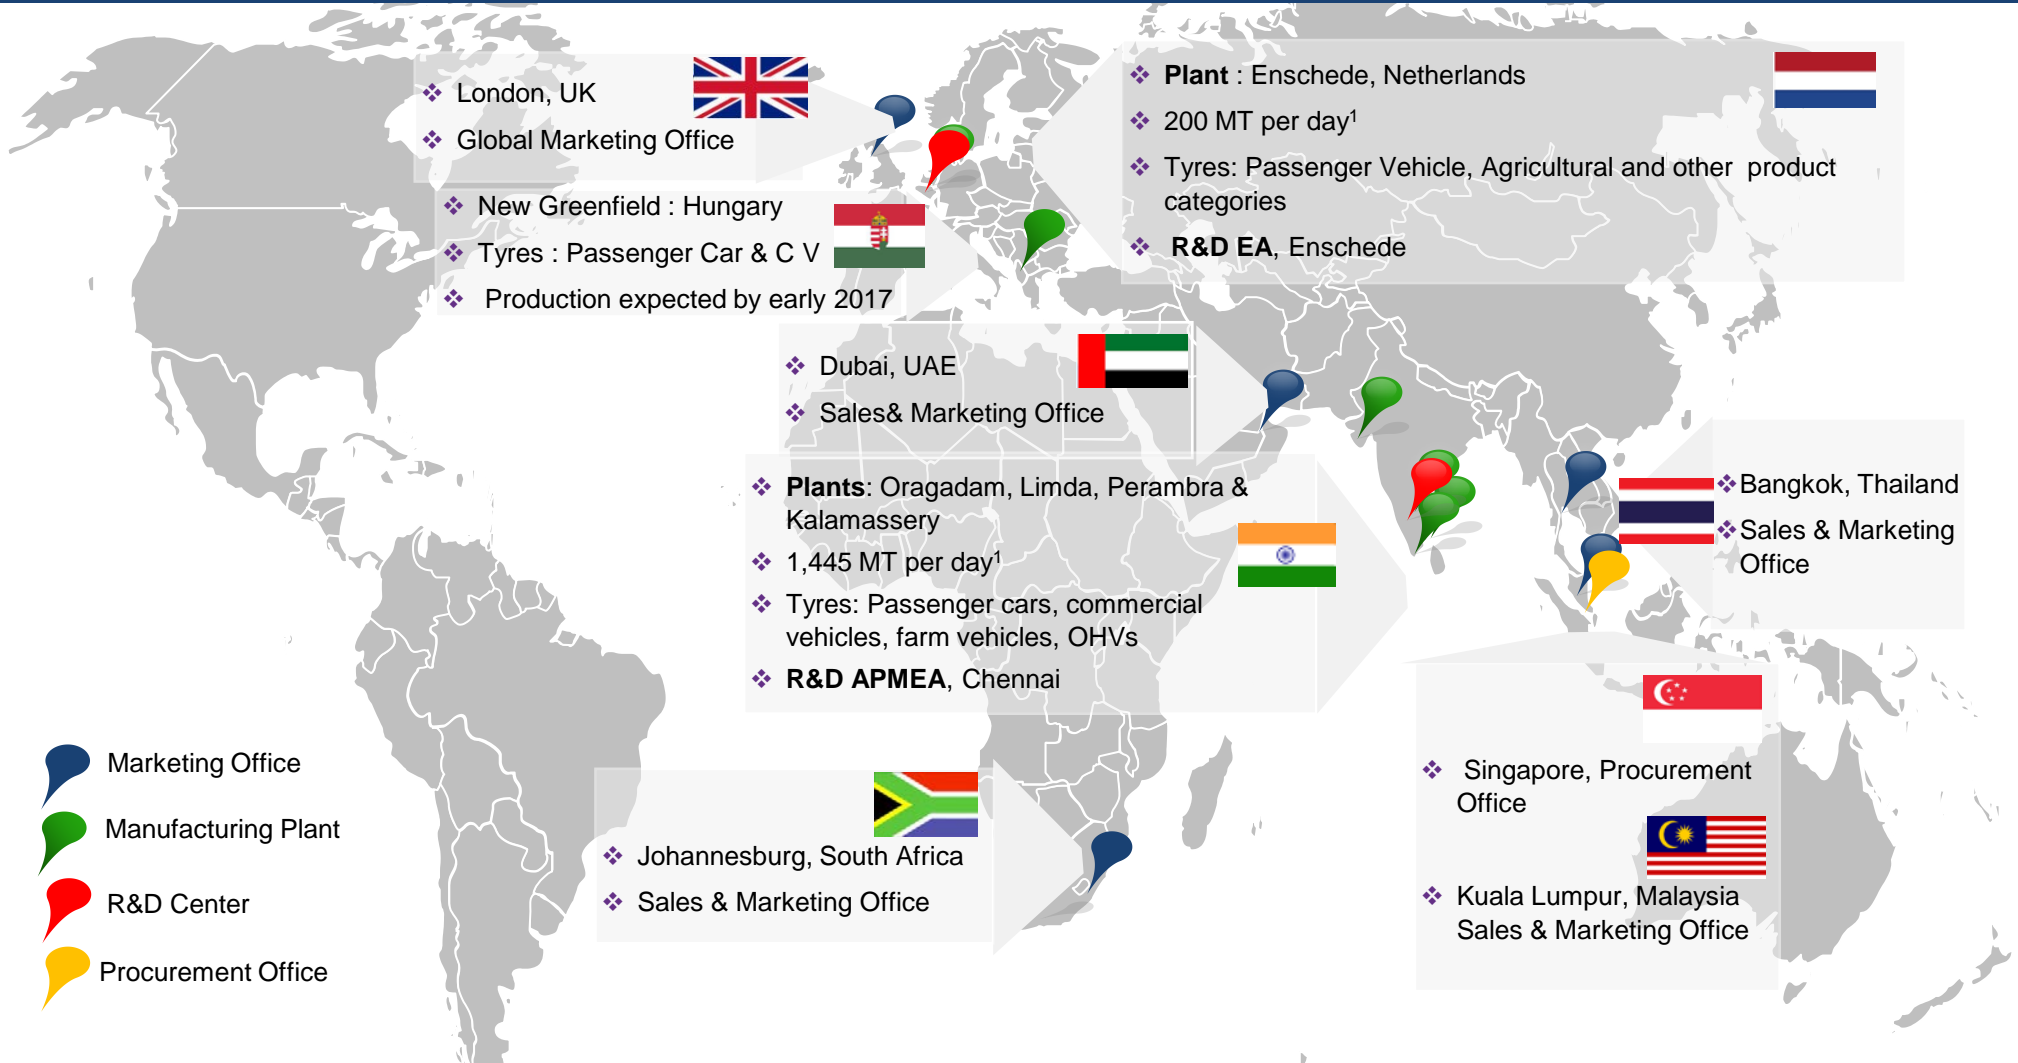 London, UK
Global Marketing Office
New Greenfield : Hungary
Tyres : Passenger Car & C V
Production expected by early 2017
Plant : Enschede, Netherlands
200 MT per day1
Tyres: Passenger Vehicle, Agricultural and other product
categories
R&D EA, Enschede
Dubai, UAE
Sales& Marketing Office
Plants: Oragadam, Limda, Perambra &
Kalamassery
1,445 MT per day1
Tyres: Passenger cars, commercial
vehicles, farm vehicles, OHVs
R&D APMEA, Chennai
Bangkok, Thailand
Sales & Marketing
Office
Singapore, Procurement
Office
Kuala Lumpur, Malaysia
Sales & Marketing Office
Johannesburg, South Africa
Sales & Marketing Office
Marketing Office
Manufacturing Plant
R&D Center
Procurement Office